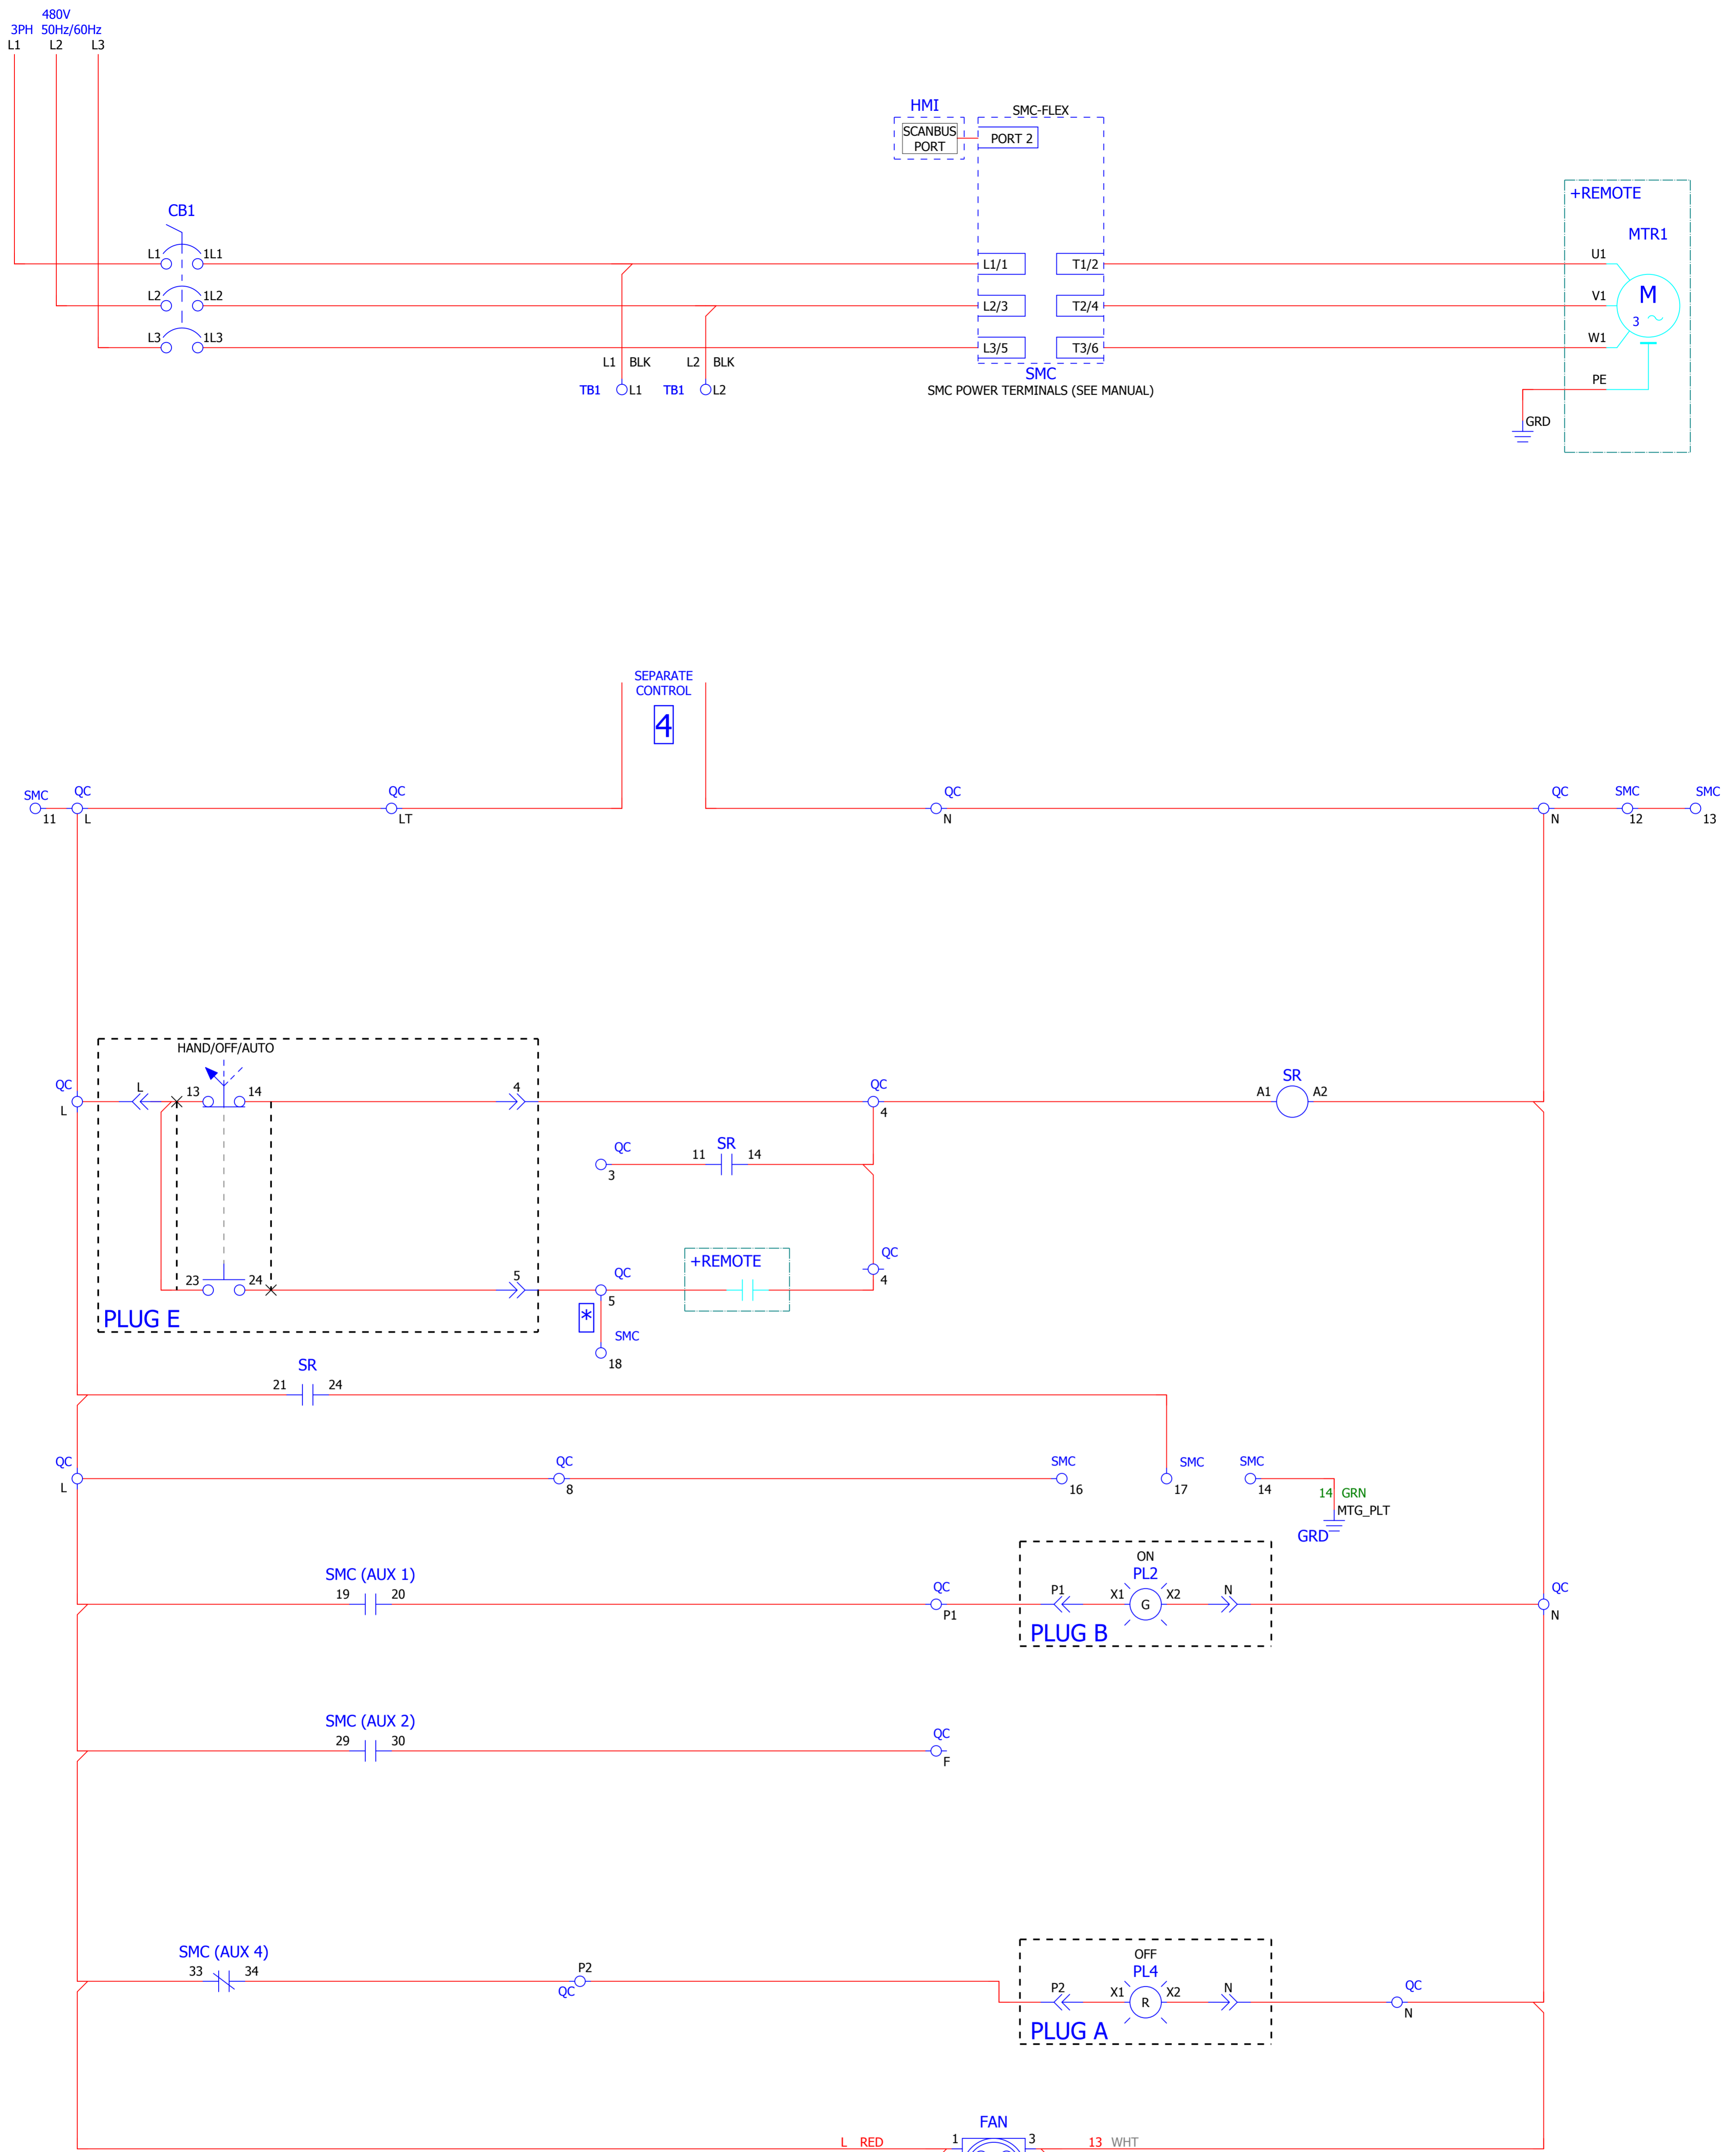 480V
3PH 50Hz/60Hz
L1 L2 L3
HMI
SCANBUS
PORT
SMC-FLEX
PORT 2
+REMOTE
MTR1
CB1
L1 1L1
L1/1 T1/2
U1
L2 1L2
L2/3 T2/4
V1
M
3
L3 1L3
L3/5 T3/6
W1
L1 BLK L2 BLK
SMC
SMC POWER TERMINALS (SEE MANUAL)
TB1 L1 TB1 L2
PE
GRD
SEPARATE
CONTROL
4
SMC QC QC QC QC SMC SMC
11 L LT N N 12 13
HAND/OFF/AUTO
QC L 13 14 4 QC SR
A1 A2
L 4
QC SR
11 14
3
+REMOTE
QC
4
23 24 5 QC
5
PLUG E
*
SMC
18
SR
21 24
QC QC SMC SMC SMC
L 8 16 17 14
14 GRN
MTG_PLT
GRD
ON
SMC (AUX 1)
PL2
19 20 QC P1 X1 G X2 N QC
P1 N
PLUG B
SMC (AUX 2)
29 30 QC
F
SMC (AUX 4)
33 34 P2
QC
OFF
PL4
P2 X1 R X2 N QC
N
PLUG A
FAN
L RED 1 3 13 WHT